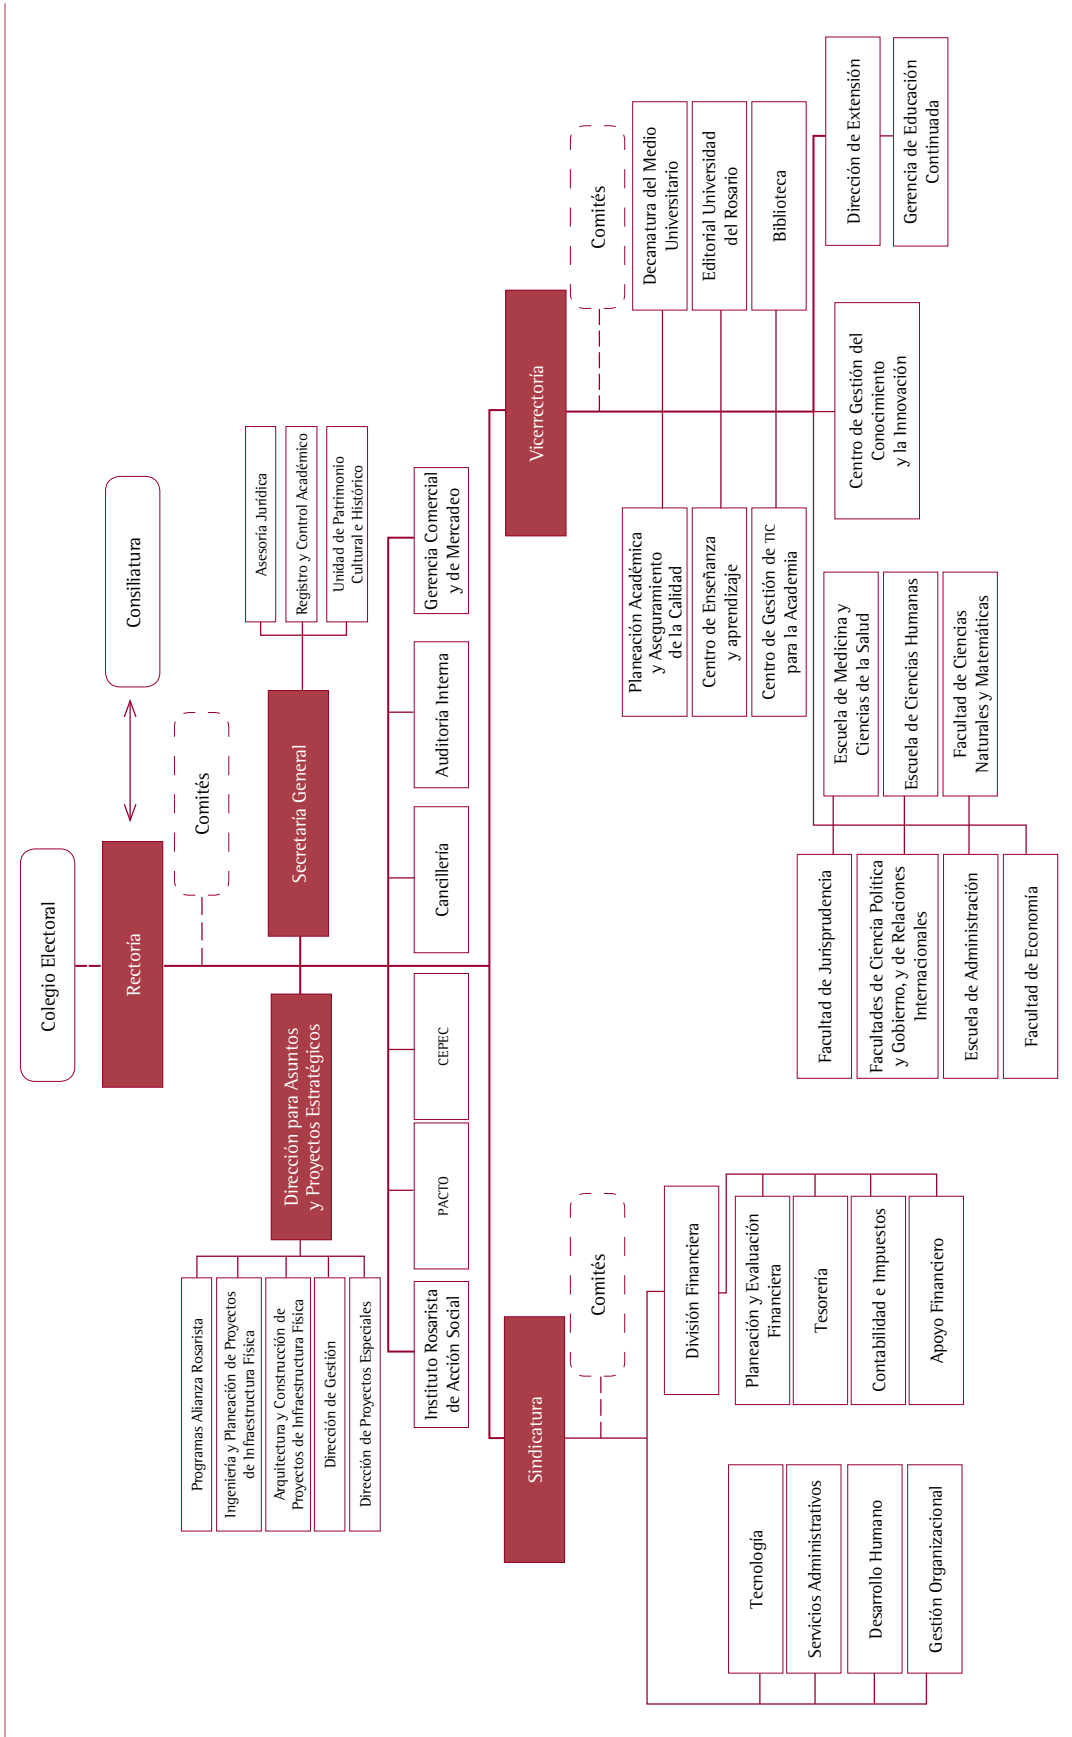 Colegio Electoral
Rectoría
Consiliatura
Comités
Dirección para Asuntos
y Proyectos Estratégicos
Secretaría General
Programas Alianza Rosarista
Ingeniería y Planeación de Proyectos
de Infraestructura Física
Arquitectura y Construcción de
Proyectos de Infraestructura Física
Dirección de Gestión
Dirección de Proyectos Especiales
Asesoría Jurídica
Registro y Control Académico
Unidad de Patrimonio
Cultural e Histórico
Instituto Rosarista
de Acción Social
PACTO
CEPEC
Cancillería
Auditoría Interna
Gerencia Comercial
y de Mercadeo
Sindicatura
Comités
Tecnología
Servicios Administrativos
Desarrollo Humano
Gestión Organizacional
División Financiera
Planeación y Evaluación
Financiera
Tesorería
Contabilidad e Impuestos
Apoyo Financiero
Vicerrectoría
Comités
Planeación Académica
y Aseguramiento
de la Calidad
Centro de Enseñanza
y aprendizaje
Centro de Gestión de TIC
para la Academia
Decanatura del Medio
Universitario
Editorial Universidad
del Rosario
Biblioteca
Facultad de Jurisprudencia
Facultades de Ciencia Política
y Gobierno, y de Relaciones
Internacionales
Escuela de Administración
Facultad de Economía
Escuela de Medicina y
Ciencias de la Salud
Escuela de Ciencias Humanas
Facultad de Ciencias
Naturales y Matemáticas
Centro de Gestión del
Conocimiento
y la Innovación
Dirección de Extensión
Gerencia de Educación
Continuada